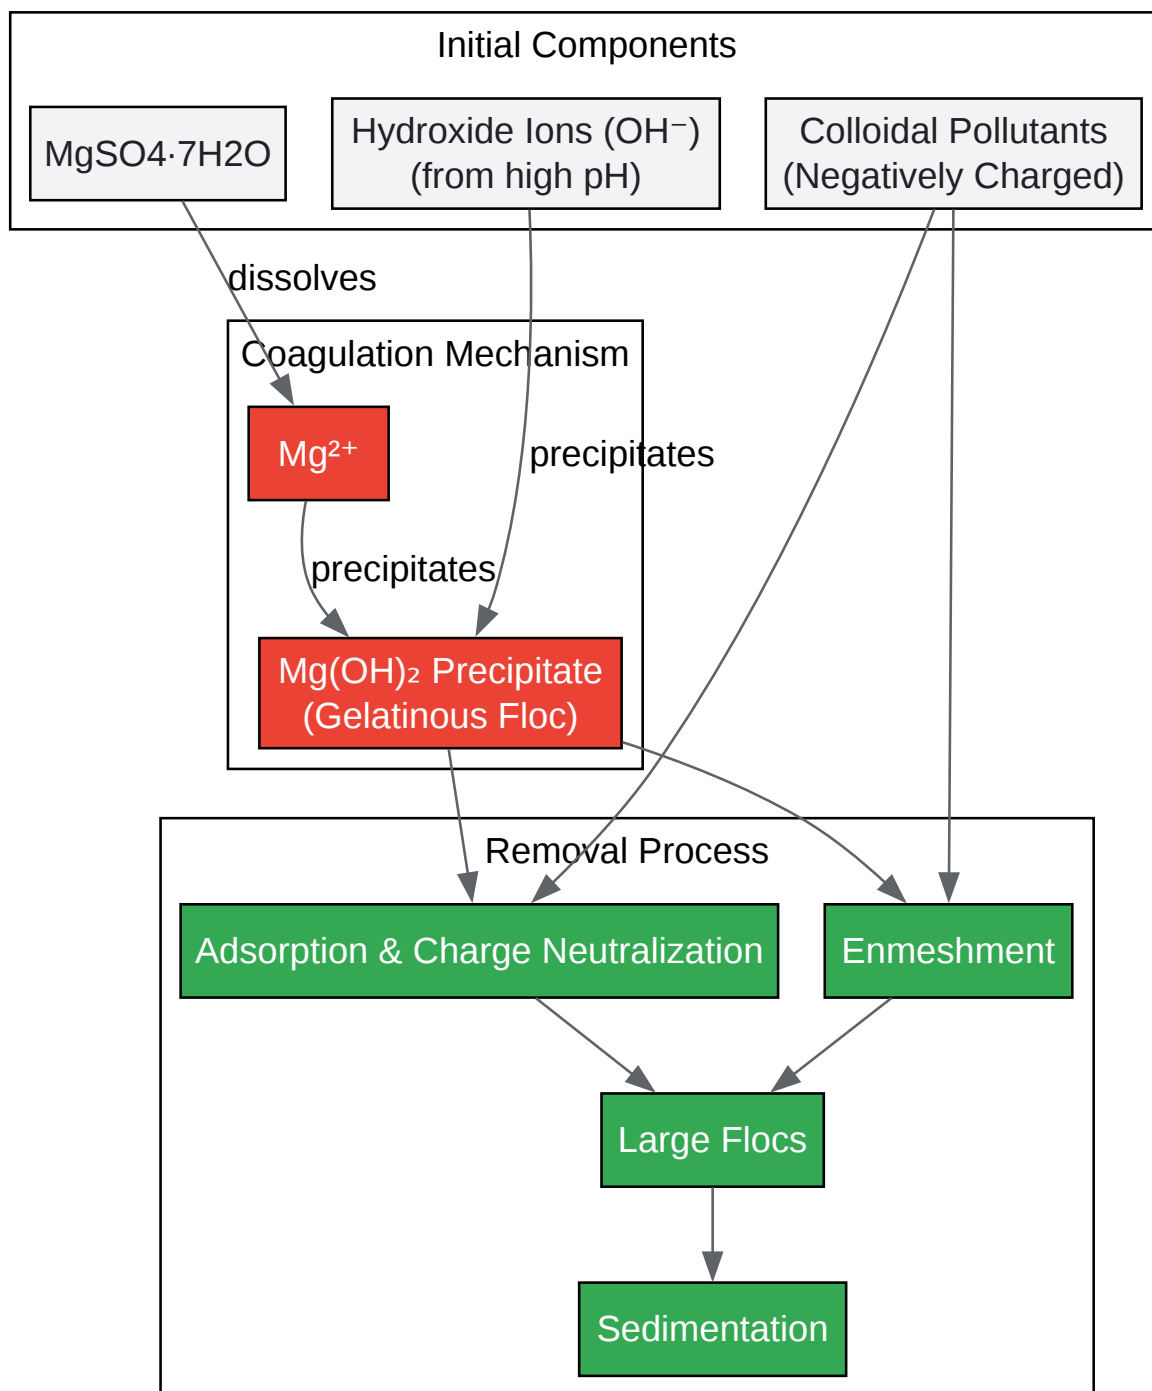 Initial Components
MgSO4·7H2O
Hydroxide Ions (OH⁻)
(from high pH)
Colloidal Pollutants
(Negatively Charged)
dissolves
Coagulation Mechanism
Mg²⁺
precipitates
precipitates
Mg(OH)₂ Precipitate
(Gelatinous Floc)
Removal Process
Adsorption & Charge Neutralization
Enmeshment
Large Flocs
Sedimentation